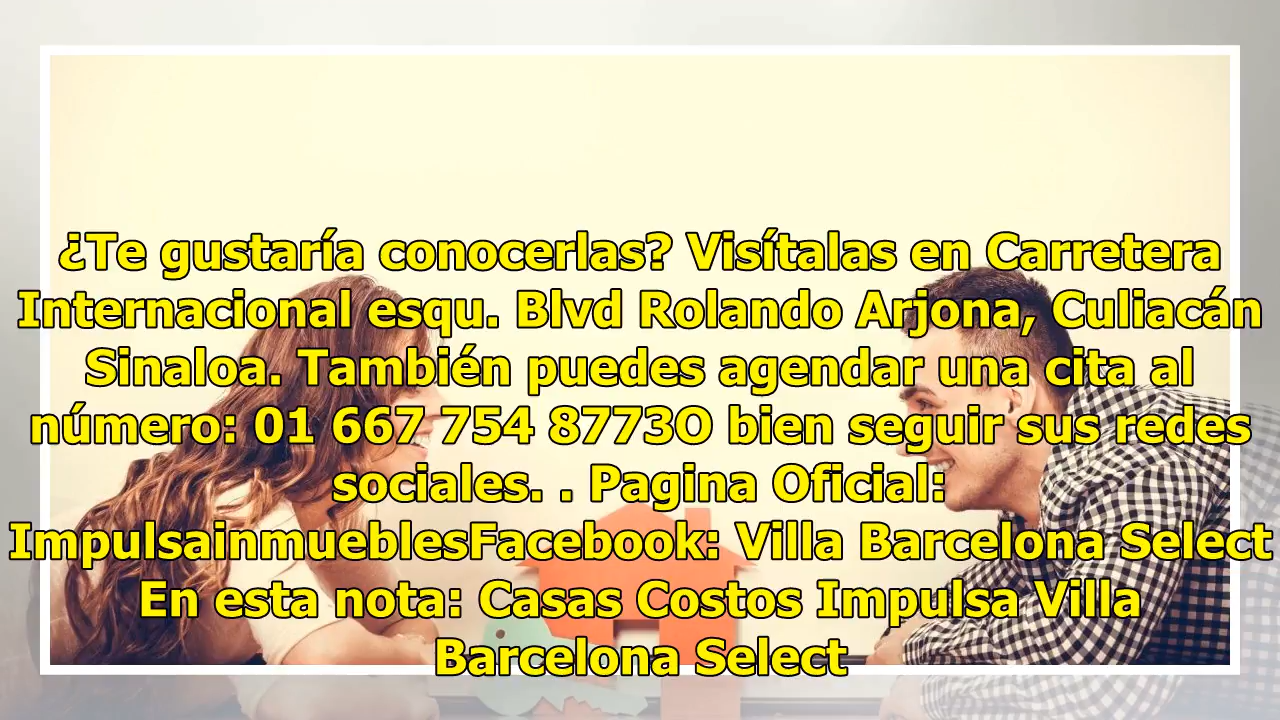 ¿Te gustaría conocerlas? Visítalas en Carretera
Internacional esqu. Blvd Rolando Arjona, Culiacán
Sinaloa. También puedes agendar una cita al
número: 01 667 754 8773O bien seguir sus redes
sociales. . Pagina Oficial:
ImpulsainmueblesFacebook: Villa Barcelona Select
En esta nota: Casas Costos Impulsa Villa
Barcelona Select